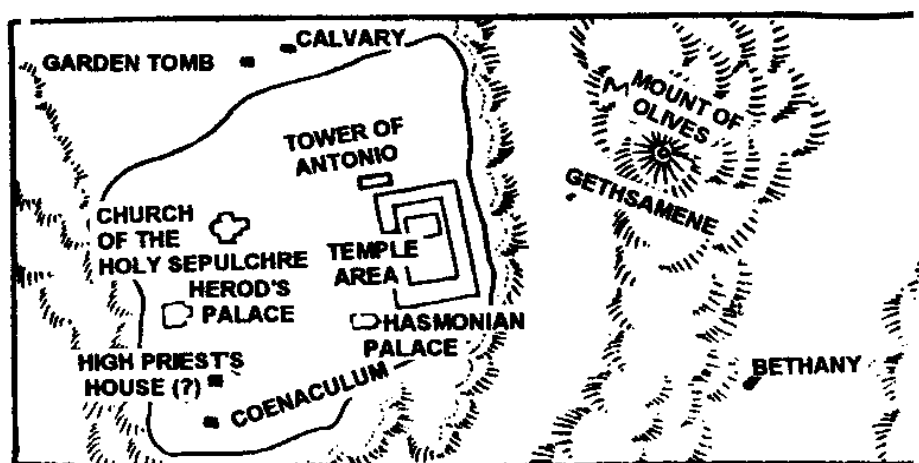 CALVARY
GARDEN TOMB
MOUNT OF
OLIVES
TOWER OF
ANTONIO
GETHSAMENE
CHURCH
OF THE
HOLY SEPULCHRE
TEMPLE
AREA
HEROD'S
PALACE
HASMONIAN
PALACE
HIGH PRIEST'S
HOUSE (?)
COENACULUM
BETHANY